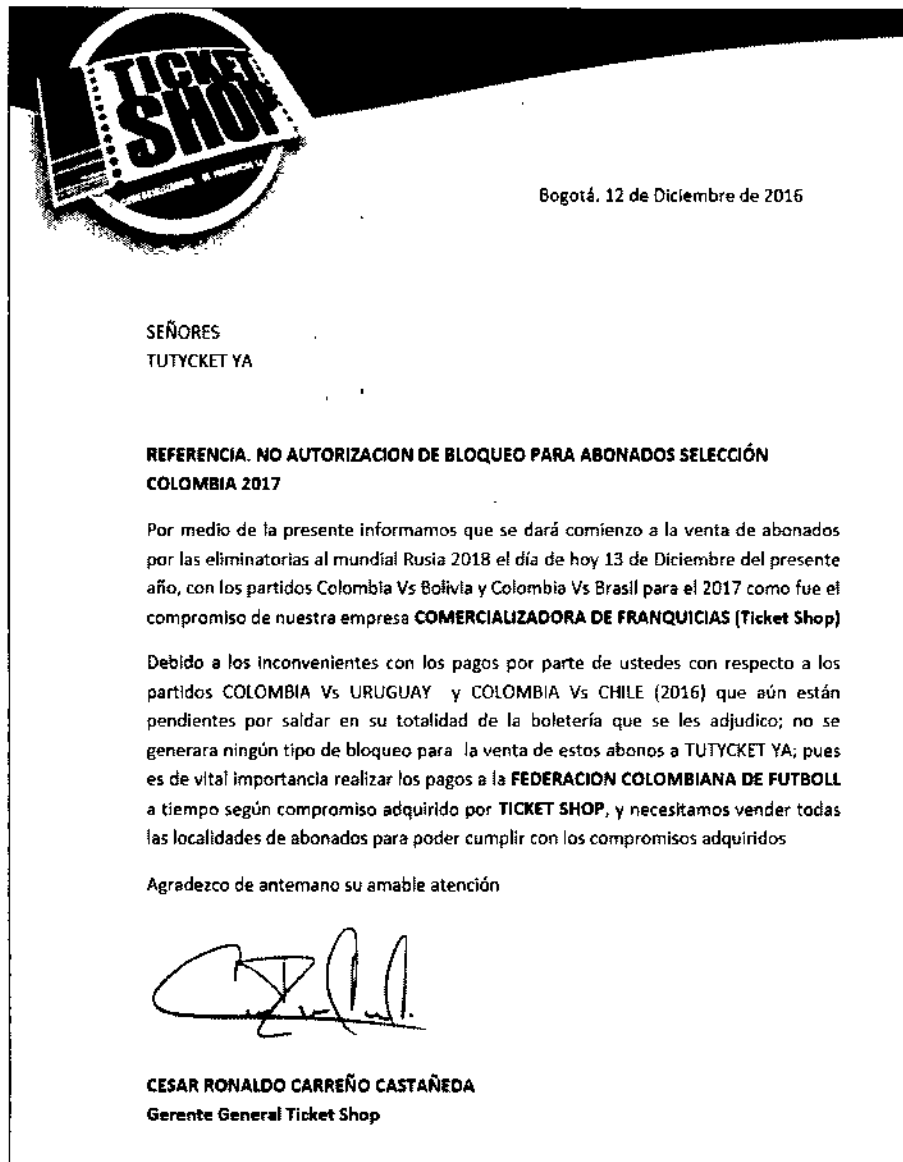 TICKET
SHOP
Bogotá, 12 de Diciembre de 2016
SEÑORES
TUTYCKET YA
REFERENCIA. NO AUTORIZACION DE BLOQUEO PARA ABONADOS SELECCIÓN
COLOMBIA 2017
Por medio de la presente informamos que se dará comienzo a la venta de abonados
por las eliminatorias al mundial Rusia 2018 el día de hoy 13 de Diciembre del presente
año, con los partidos Colombia Vs Bolivia y Colombia Vs Brasil para el 2017 como fue el
compromiso de nuestra empresa COMERCIALIZADORA DE FRANQUICIAS (Ticket Shop)
Debido a los inconvenientes con los pagos por parte de ustedes con respecto a los
partidos COLOMBIA Vs URUGUAY y COLOMBIA Vs CHILE (2016) que aún están
pendientes por saldar en su totalidad de la boletería que se les adjudico; no se
generara ningún tipo de bloqueo para la venta de estos abonos a TUTYCKET YA; pues
es de vital importancia realizar los pagos a la FEDERACION COLOMBIANA DE FUTBOLL
a tiempo según compromiso adquirido por TICKET SHOP, y necesitamos vender todas
las localidades de abonados para poder cumplir con los compromisos adquiridos
Agradezco de antemano su amable atención
CESAR RONALDO CARREÑO CASTAÑEDA
Gerente General Ticket Shop